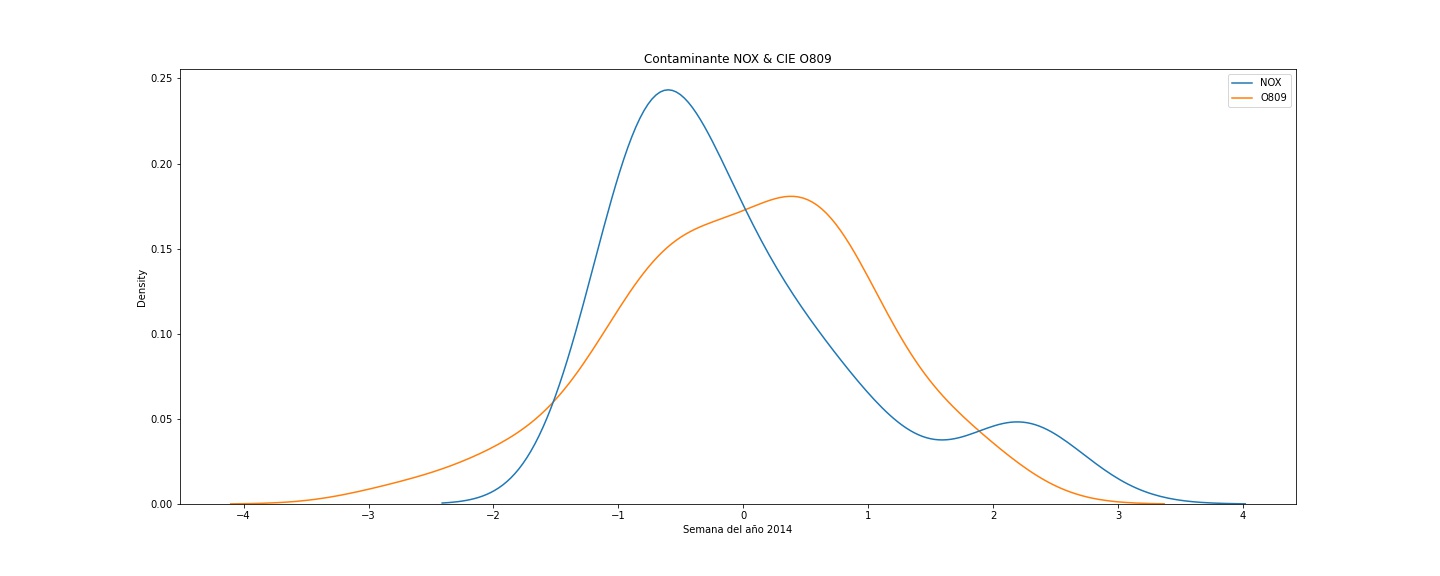 Contaminante NOX & CIE O809
NOX
O809
0.25
0.20
0.15
0.10
0.05
0.00
Density
−4 −3 −2 −1 0 1 2 3 4
Semana del año 2014